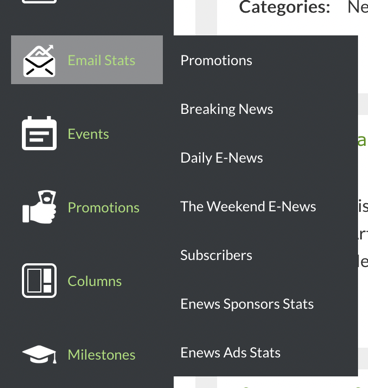 Categories: Ne
Email Stats
Events
Promotions
Columns
Milestones
Promotions
Breaking News
Daily E-News
The Weekend E-News
Subscribers
Enews Sponsors Stats
Enews Ads Stats